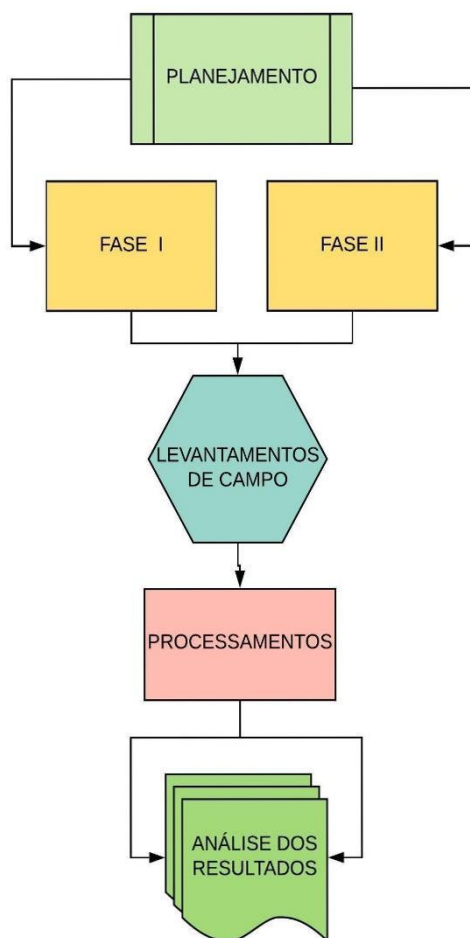 PLANEJAMENTO
FASE I
FASE II
LEVANTAMENTOS
DE CAMPO
PROCESSAMENTOS
ANÁLISE DOS
RESULTADOS